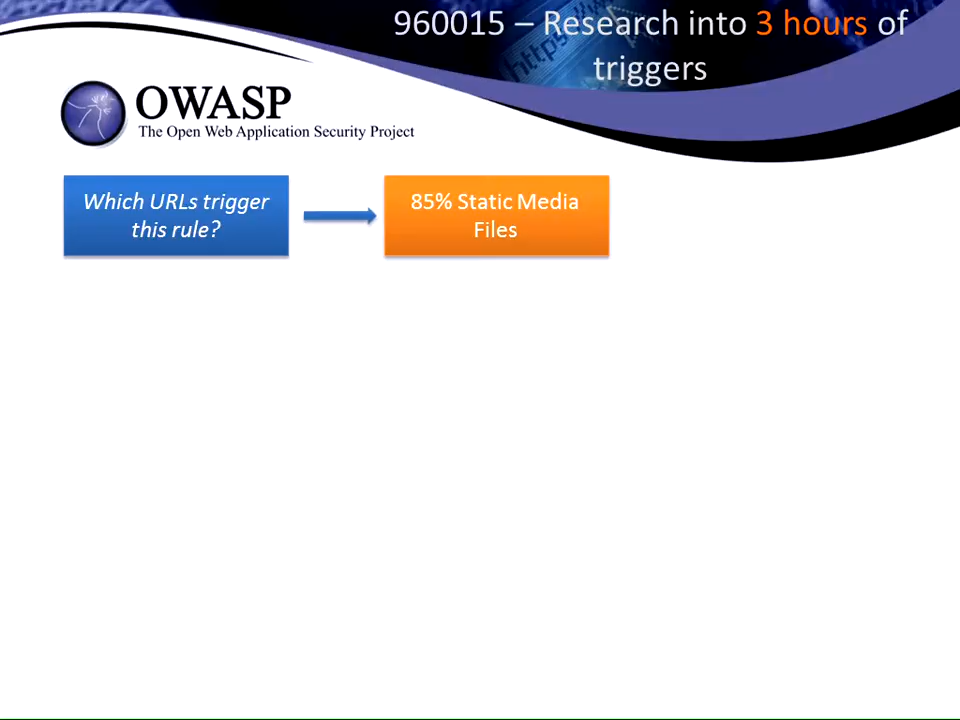 960015 – Research into 3 hours of
triggers
OWASP
The Open Web Application Security Project
Which URLs trigger
this rule?
85% Static Media
Files